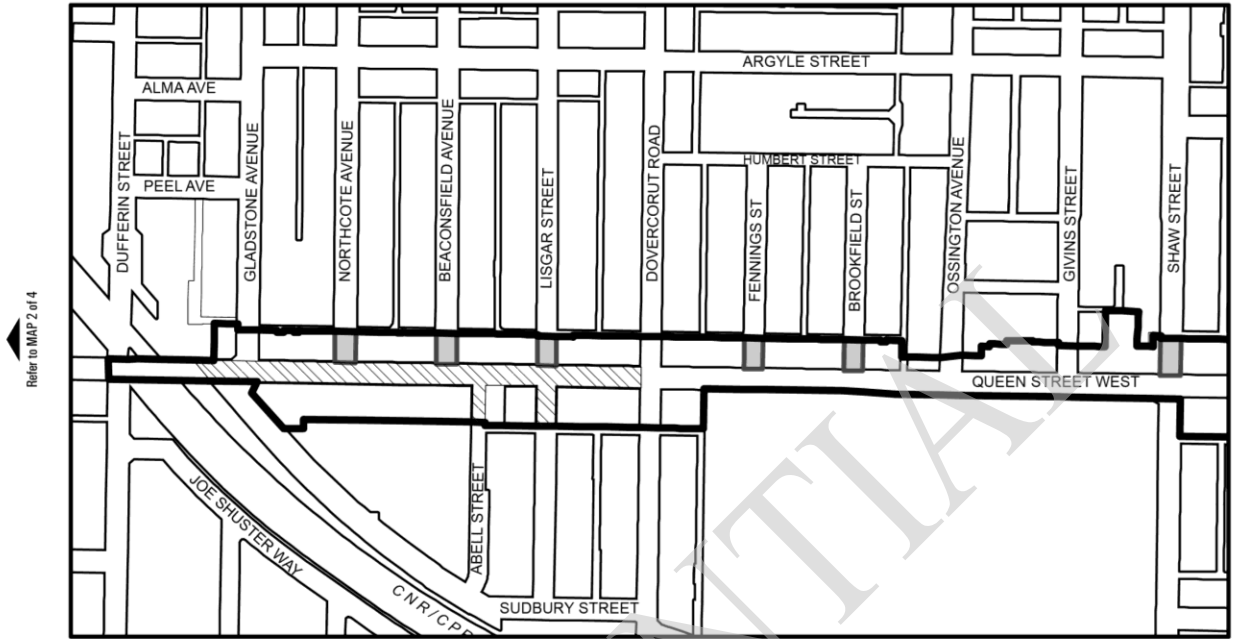 ARGYLE STREET
ALMA AVE
DUFFERIN STREET
GLADSTONE AVENUE
NORTHCOTE AVENUE
BEACONSFIELD AVENUE
LISGAR STREET
DOVERCORUT ROAD
HUMBERT STREET
PEEL AVE
FENNINGS ST
BROOKFIELD ST
OSSINGTON AVENUE
GIVINS STREET
SHAW STREET
Refer to MAP 2 of 4
QUEEN STREET WEST
JOE SHUSTER WAY
ABELL STREET
CNR/CPR
SUDBURY STREET
NTIAL